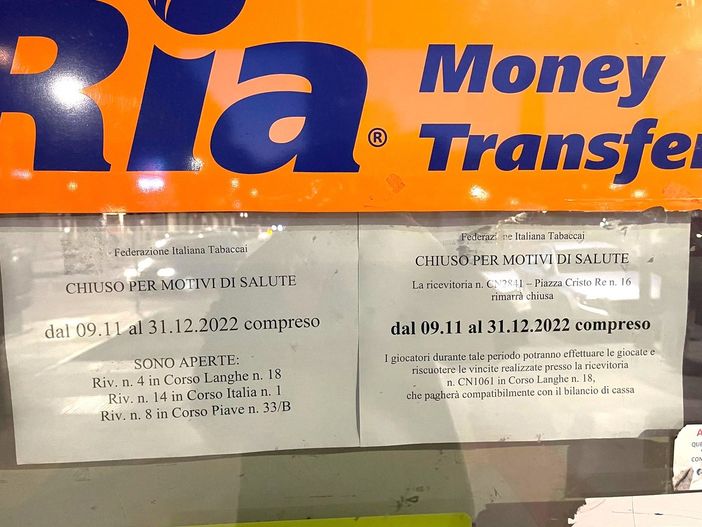 Ria® Money
Transfer
Federazione Italiana Tabaccai
CHIUSO PER MOTIVI DI SALUTE
dal 09.11 al 31.12.2022 compreso
SONO APERTE:
Riv. n. 4 in Corso Langhe n. 18
Riv. n. 14 in Corso Italia n. 1
Riv. n. 8 in Corso Piave n. 33/B
Federazione Italiana Tabaccai
CHIUSO PER MOTIVI DI SALUTE
La ricevitoria n. CN2841 – Piazza Cristo Re n. 16
rimarrà chiusa
dal 09.11 al 31.12.2022 compreso
I giocatori durante tale periodo potranno effettuare le giocate e
riscuotere le vincite realizzate presso la ricevitoria
n. CN1061 in Corso Langhe n. 18,
che pagherà compatibilmente con il bilancio di cassa